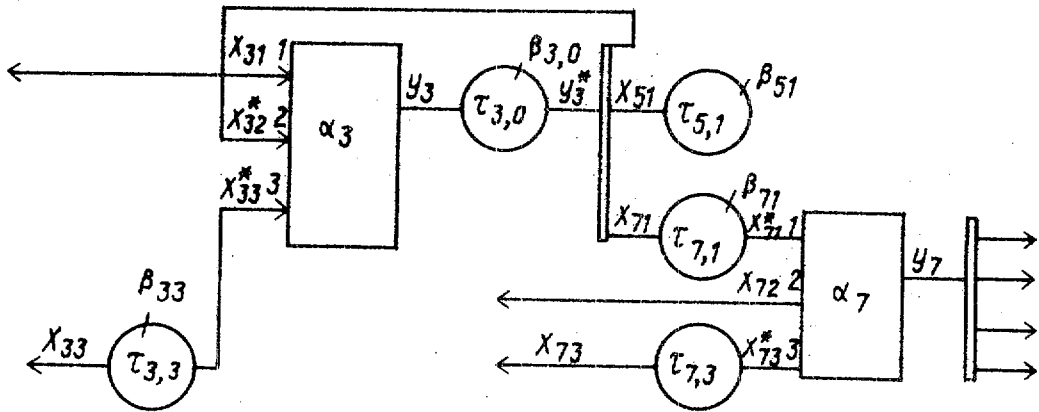 X₃₁ 1
X*₃₂ 2
X*₃₃ 3
α₃
y₃
β₃,₀
τ₃,₀
y₃*
X₅₁
τ₅,₁
β₅₁
X₇₁
β₇₁
τ₇,₁
X*₇₁ 1
X₇₂ 2
X*₇₃ 3
α₇
y₇
β₃₃
X₃₃
τ₃,₃
X₇₃
τ₇,₃